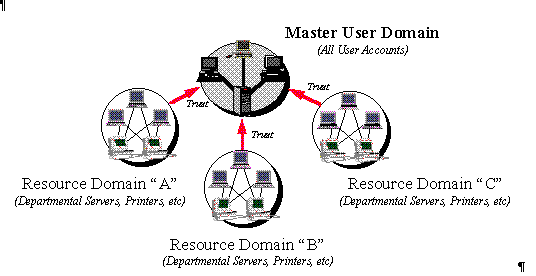 ¶
Master User Domain
(All User Accounts)
Trust
Trust
Trust
Resource Domain “A”
(Departmental Servers, Printers, etc)
Resource Domain “C”
(Departmental Servers, Printers, etc)
Resource Domain “B”
(Departmental Servers, Printers, etc)
¶